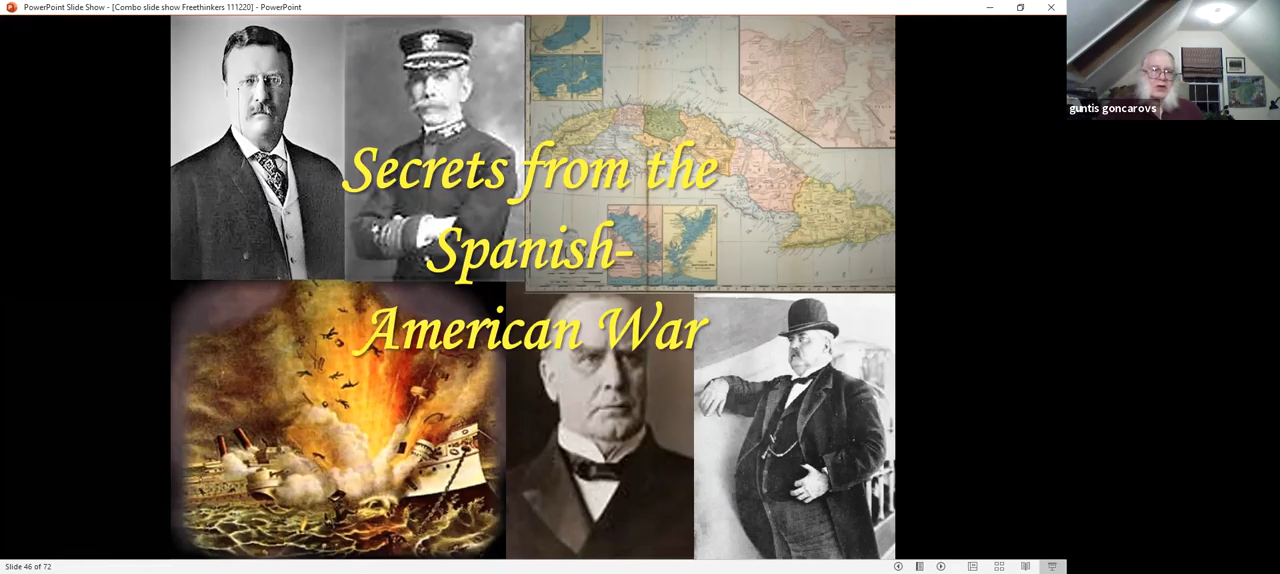 PowerPoint Slide Show - [Combo slide show Freethinkers 111220] - PowerPoint
guntis goncarovs
Secrets from the
Spanish-
American War
Slide 46 of 72